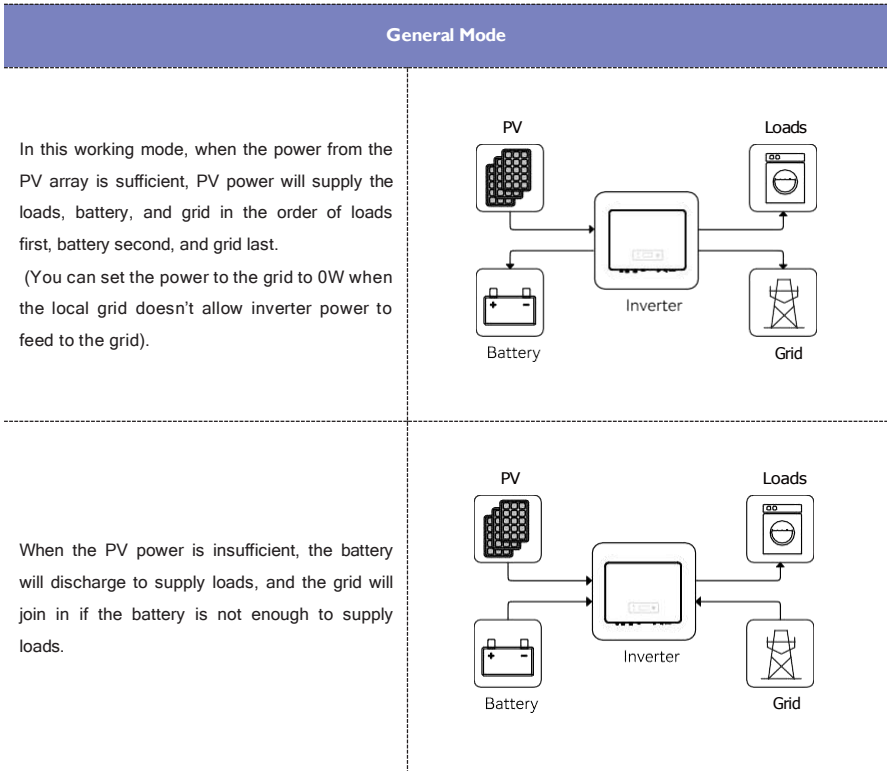 General Mode
In this working mode, when the power from the
PV array is sufficient, PV power will supply the
loads, battery, and grid in the order of loads
first, battery second, and grid last.
(You can set the power to the grid to 0W when
the local grid doesn’t allow inverter power to
feed to the grid).
PV
Loads
Inverter
Battery
Grid
When the PV power is insufficient, the battery
will discharge to supply loads, and the grid will
join in if the battery is not enough to supply
loads.
PV
Loads
Inverter
Battery
Grid